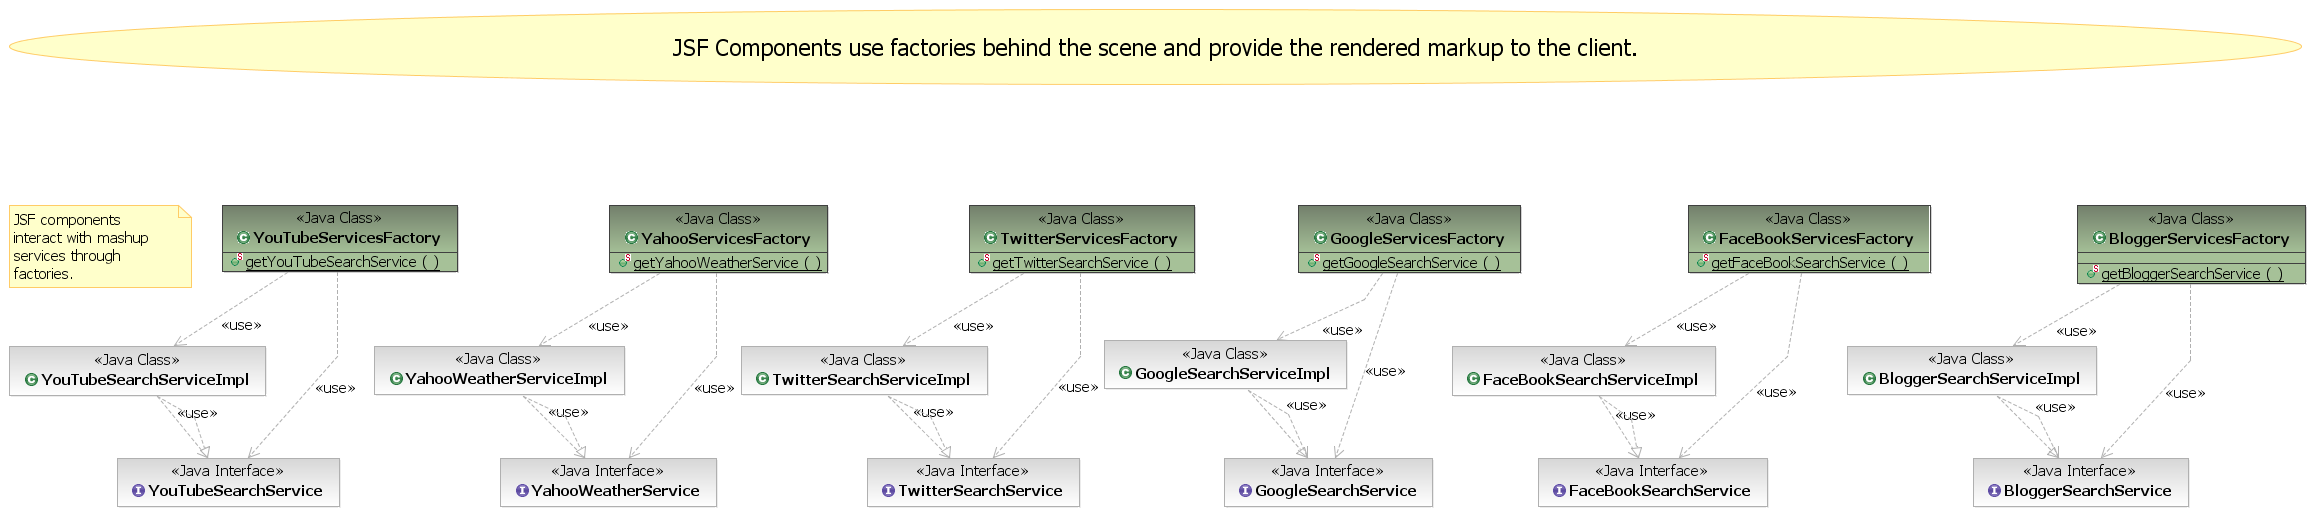 JSF Components use factories behind the scene and provide the rendered markup to the client.
JSF components
interact with mashup
services through
factories.
«Java Class»
YouTubeServicesFactory
getYouTubeSearchService ( )
«Java Class»
YahooServicesFactory
getYahooWeatherService ( )
«Java Class»
TwitterServicesFactory
getTwitterSearchService ( )
«Java Class»
GoogleServicesFactory
getGoogleSearchService ( )
«Java Class»
FaceBookServicesFactory
getFaceBookSearchService ( )
«Java Class»
BloggerServicesFactory
getBloggerSearchService ( )
«use»
«use»
«use»
«use»
«use»
«use»
«Java Class»
YouTubeSearchServiceImpl
«use»
«Java Class»
YahooWeatherServiceImpl
«use»
«Java Class»
TwitterSearchServiceImpl
«use»
«Java Class»
GoogleSearchServiceImpl
«use»
«Java Class»
FaceBookSearchServiceImpl
«use»
«Java Class»
BloggerSearchServiceImpl
«use»
«use»
«use»
«use»
«use»
«use»
«use»
«Java Interface»
YouTubeSearchService
«Java Interface»
YahooWeatherService
«Java Interface»
TwitterSearchService
«Java Interface»
GoogleSearchService
«Java Interface»
FaceBookSearchService
«Java Interface»
BloggerSearchService